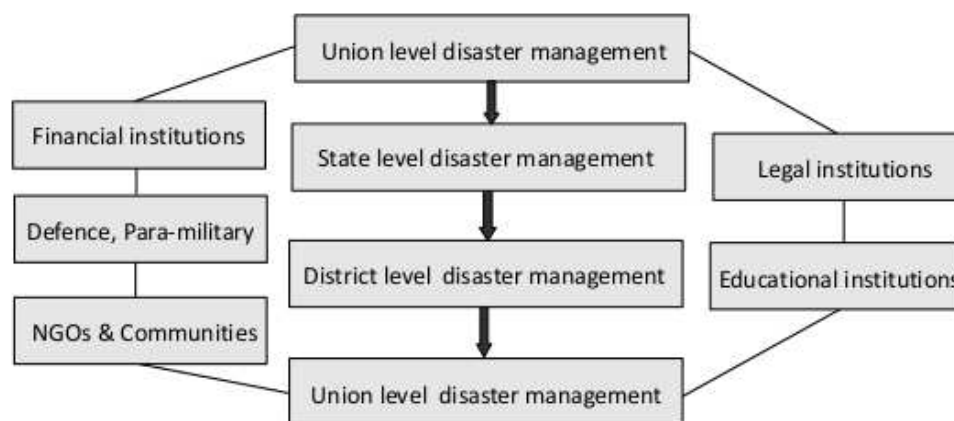 Union level disaster management
Financial institutions
State level disaster management
Legal institutions
Defence, Para-military
District level disaster management
Educational institutions
NGOs & Communities
Union level disaster management